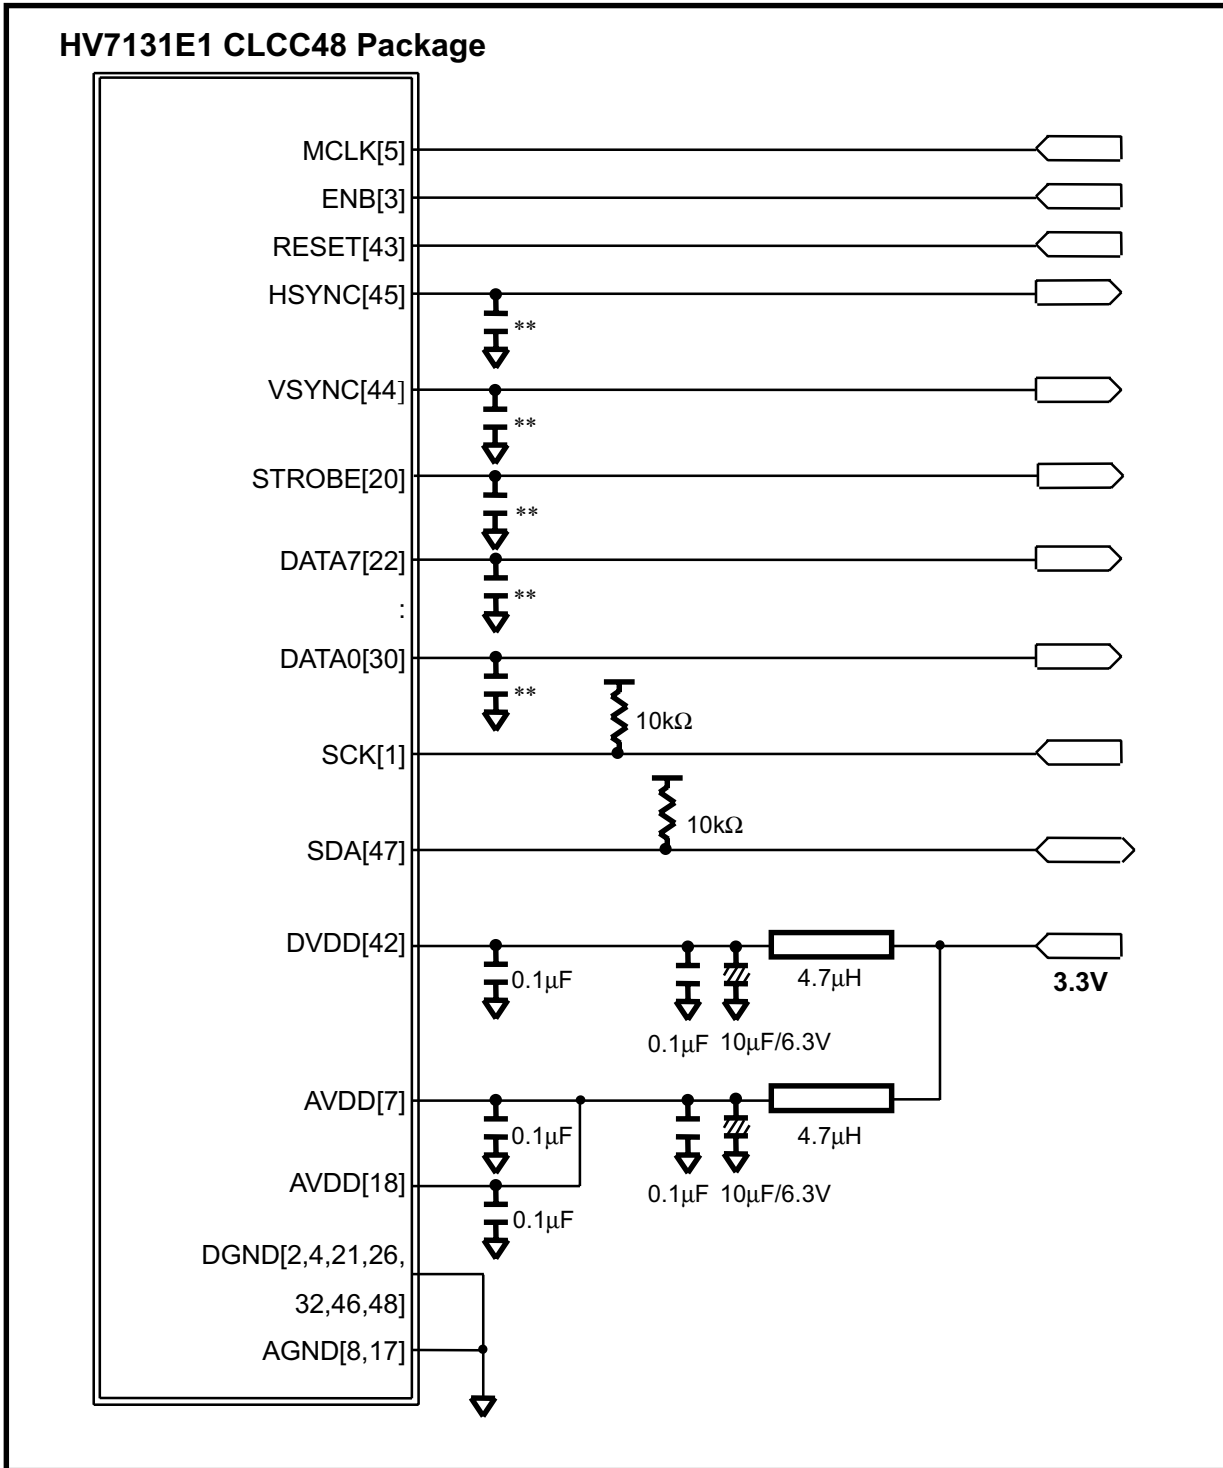 HV7131E1 CLCC48 Package
MCLK[5]
ENB[3]
RESET[43]
HSYNC[45]
**
VSYNC[44]
**
STROBE[20]
**
DATA7[22]
**
:
DATA0[30]
**
10kΩ
SCK[1]
10kΩ
SDA[47]
DVDD[42]
0.1µF
4.7µH
3.3V
0.1µF 10µF/6.3V
AVDD[7]
0.1µF
4.7µH
AVDD[18]
0.1µF 10µF/6.3V
0.1µF
DGND[2,4,21,26,
32,46,48]
AGND[8,17]